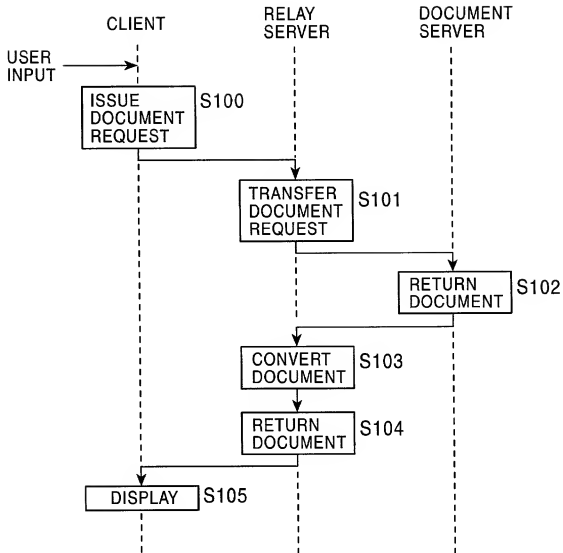 CLIENT
RELAY
SERVER
DOCUMENT
SERVER
USER
INPUT
ISSUE
DOCUMENT
REQUEST
S100
TRANSFER
DOCUMENT
REQUEST
S101
RETURN
DOCUMENT
S102
CONVERT
DOCUMENT
S103
RETURN
DOCUMENT
S104
DISPLAY
S105